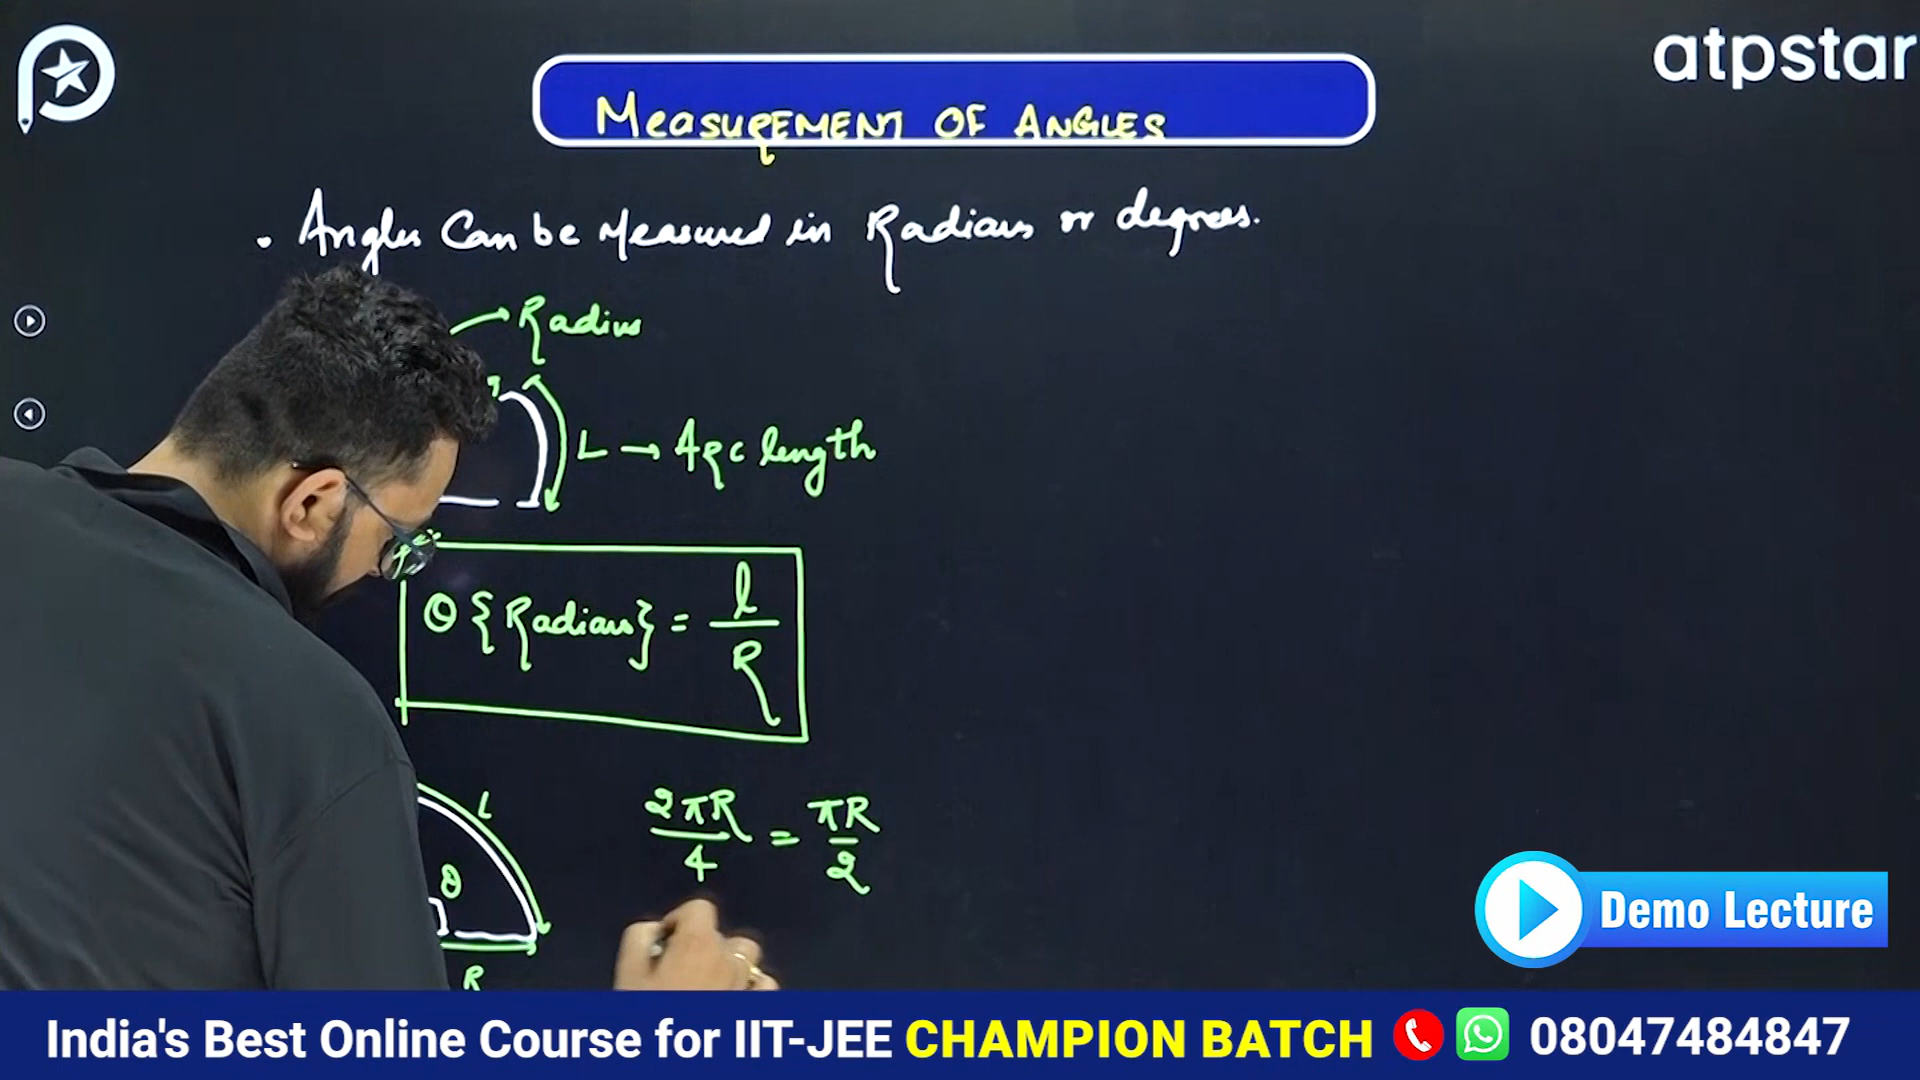 atpstar
MEASUREMENT OF ANGLES
. Angles Can be Measured in Radians or degrees.
→ Radius
L → Arc length
θ {Radians} = l/R
L
2πR/4 = πR/2
θ
R
Demo Lecture
India's Best Online Course for IIT-JEE CHAMPION BATCH 08047484847